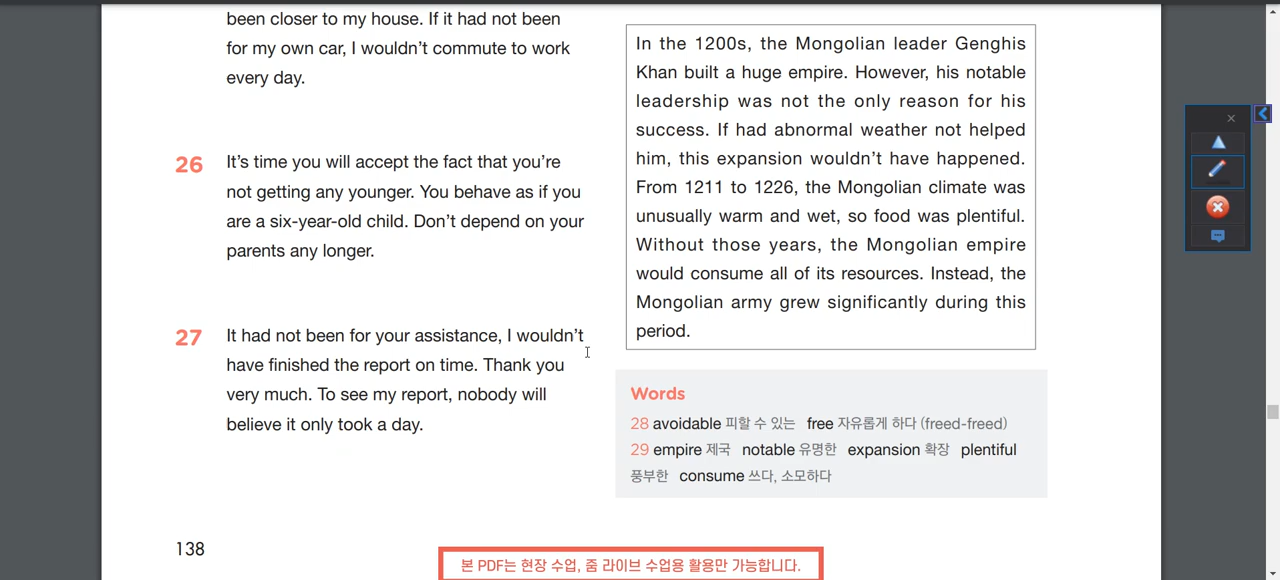 been closer to my house. If it had not been
for my own car, I wouldn't commute to work
every day.
26 It's time you will accept the fact that you're
not getting any younger. You behave as if you
are a six-year-old child. Don't depend on your
parents any longer.
27 It had not been for your assistance, I wouldn't
have finished the report on time. Thank you
very much. To see my report, nobody will
believe it only took a day.
In the 1200s, the Mongolian leader Genghis
Khan built a huge empire. However, his notable
leadership was not the only reason for his
success. If had abnormal weather not helped
him, this expansion wouldn't have happened.
From 1211 to 1226, the Mongolian climate was
unusually warm and wet, so food was plentiful.
Without those years, the Mongolian empire
would consume all of its resources. Instead, the
Mongolian army grew significantly during this
period.
Words
28 avoidable 피할 수 있는 free 자유롭게 하다 (freed-freed)
29 empire 제국 notable 유명한 expansion 확장 plentiful
풍부한 consume 쓰다, 소모하다
138
본 PDF는 현장 수업, 줌 라이브 수업용 활용만 가능합니다.